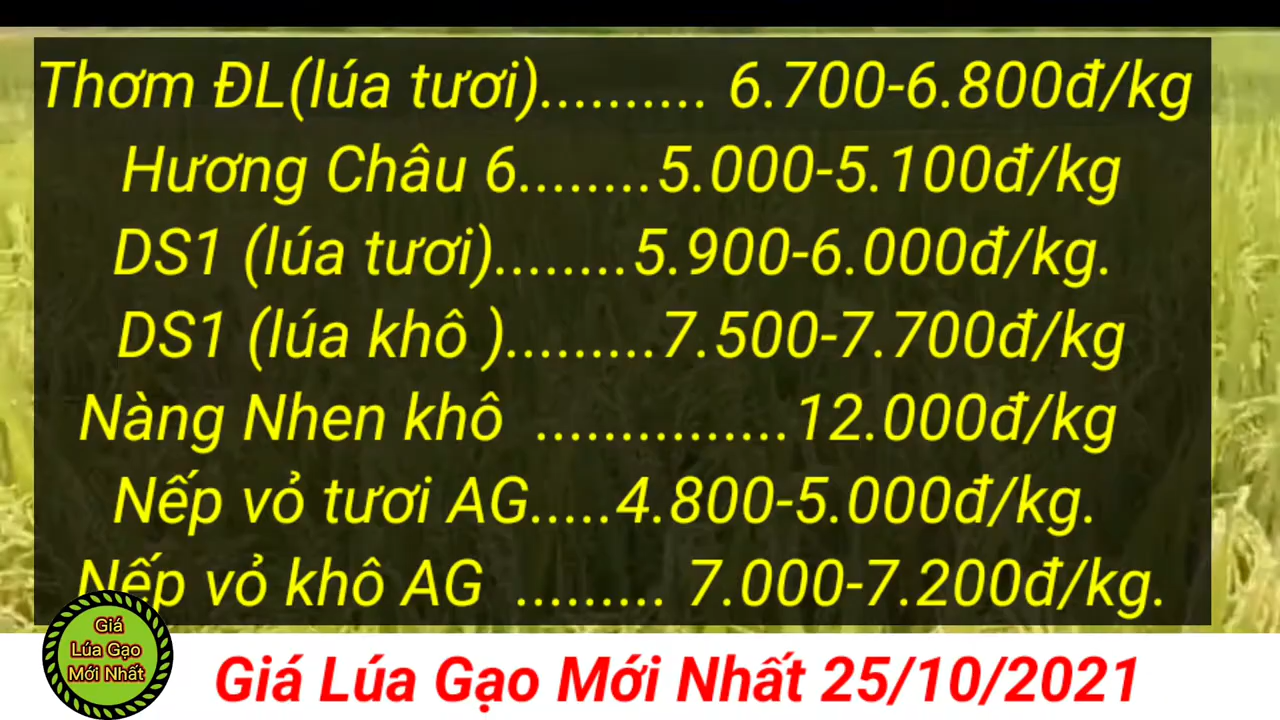 Thơm ĐL(lúa tươi).......... 6.700-6.800đ/kg
Hương Châu 6........5.000-5.100đ/kg
DS1 (lúa tươi)........5.900-6.000đ/kg.
DS1 (lúa khô ).........7.500-7.700đ/kg
Nàng Nhen khô ...............12.000đ/kg
Nếp vỏ tươi AG.....4.800-5.000đ/kg.
Nếp vỏ khô AG ......... 7.000-7.200đ/kg.
Giá
Lúa Gạo
Mới Nhất
Giá Lúa Gạo Mới Nhất 25/10/2021